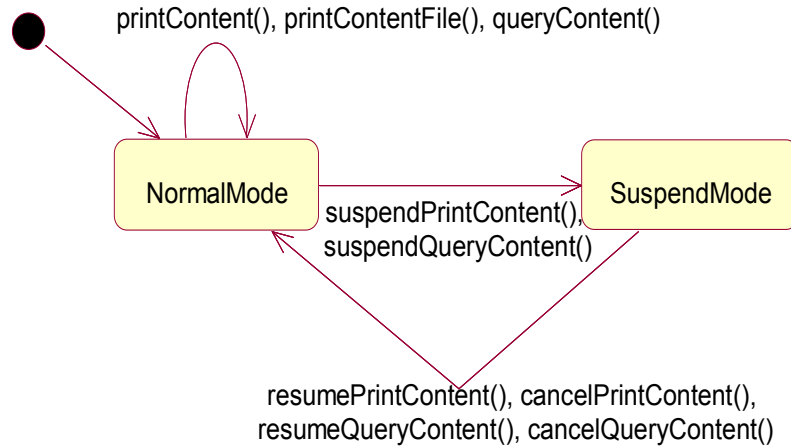 printContent(), printContentFile(), queryContent()
NormalMode
SuspendMode
suspendPrintContent(),
suspendQueryContent()
resumePrintContent(), cancelPrintContent(),
resumeQueryContent(), cancelQueryContent()